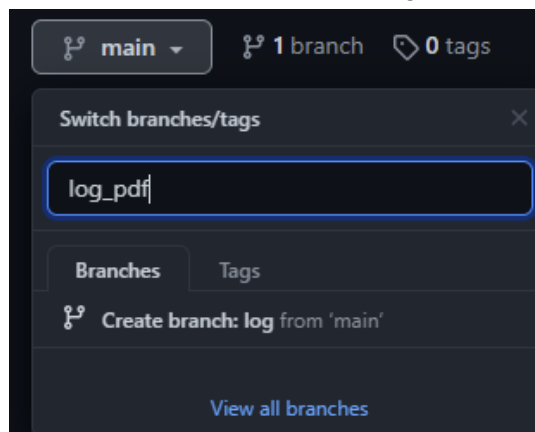 main 1 branch 0 tags
Switch branches/tags
log_pdf
Branches Tags
Create branch: log from 'main'
View all branches